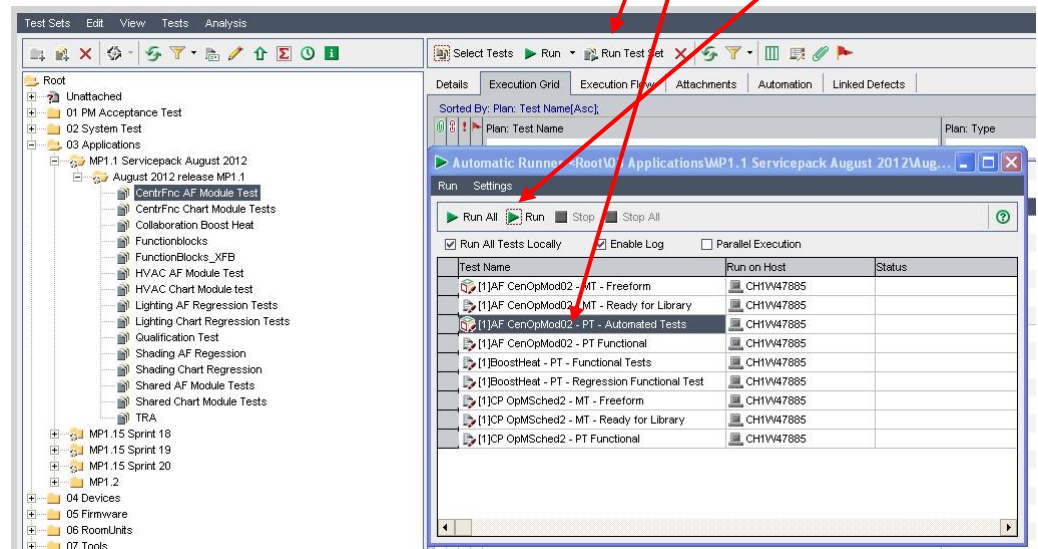 Test Sets Edit View Tests Analysis
Select Tests Run Run Test Set
Root
Unattached
01 PM Acceptance Test
02 System Test
03 Applications
MP1.1 Servicepack August 2012
August 2012 release MP1.1
CentrFnc AF Module Test
CentrFnc Chart Module Tests
Collaboration Boost Heat
Functionblocks
FunctionBlocks_XFB
HVAC AF Module Test
HVAC Chart Module test
Lighting AF Regression Tests
Lighting Chart Regression Tests
Qualification Test
Shading AF Regession
Shading Chart Regression
Shared AF Module Tests
Shared Chart Module Tests
TRA
MP1.15 Sprint 18
MP1.15 Sprint 19
MP1.15 Sprint 20
MP1.2
04 Devices
05 Firmware
06 RoomUnits
07 Tools
Details Execution Grid Execution Flow Attachments Automation Linked Defects
Sorted By: Plan: Test Name[Asc];
Plan: Test Name Plan: Type
Automatic Runner Root\03 Applications\MP1.1 Servicepack August 2012\Aug...
Run Settings
Run All Run Stop Stop All
Run All Tests Locally Enable Log Parallel Execution
Test Name Run on Host Status
[1]AF CenOpMod02 - MT - Freeform CH1W47885
[1]AF CenOpMod02 - MT - Ready for Library CH1W47885
[1]AF CenOpMod02 - PT - Automated Tests CH1W47885
[1]AF CenOpMod02 - PT Functional CH1W47885
[1]BoostHeat - PT - Functional Tests CH1W47885
[1]BoostHeat - PT - Regression Functional Test CH1W47885
[1]CP OpMSched2 - MT - Freeform CH1W47885
[1]CP OpMSched2 - MT - Ready for Library CH1W47885
[1]CP OpMSched2 - PT Functional CH1W47885